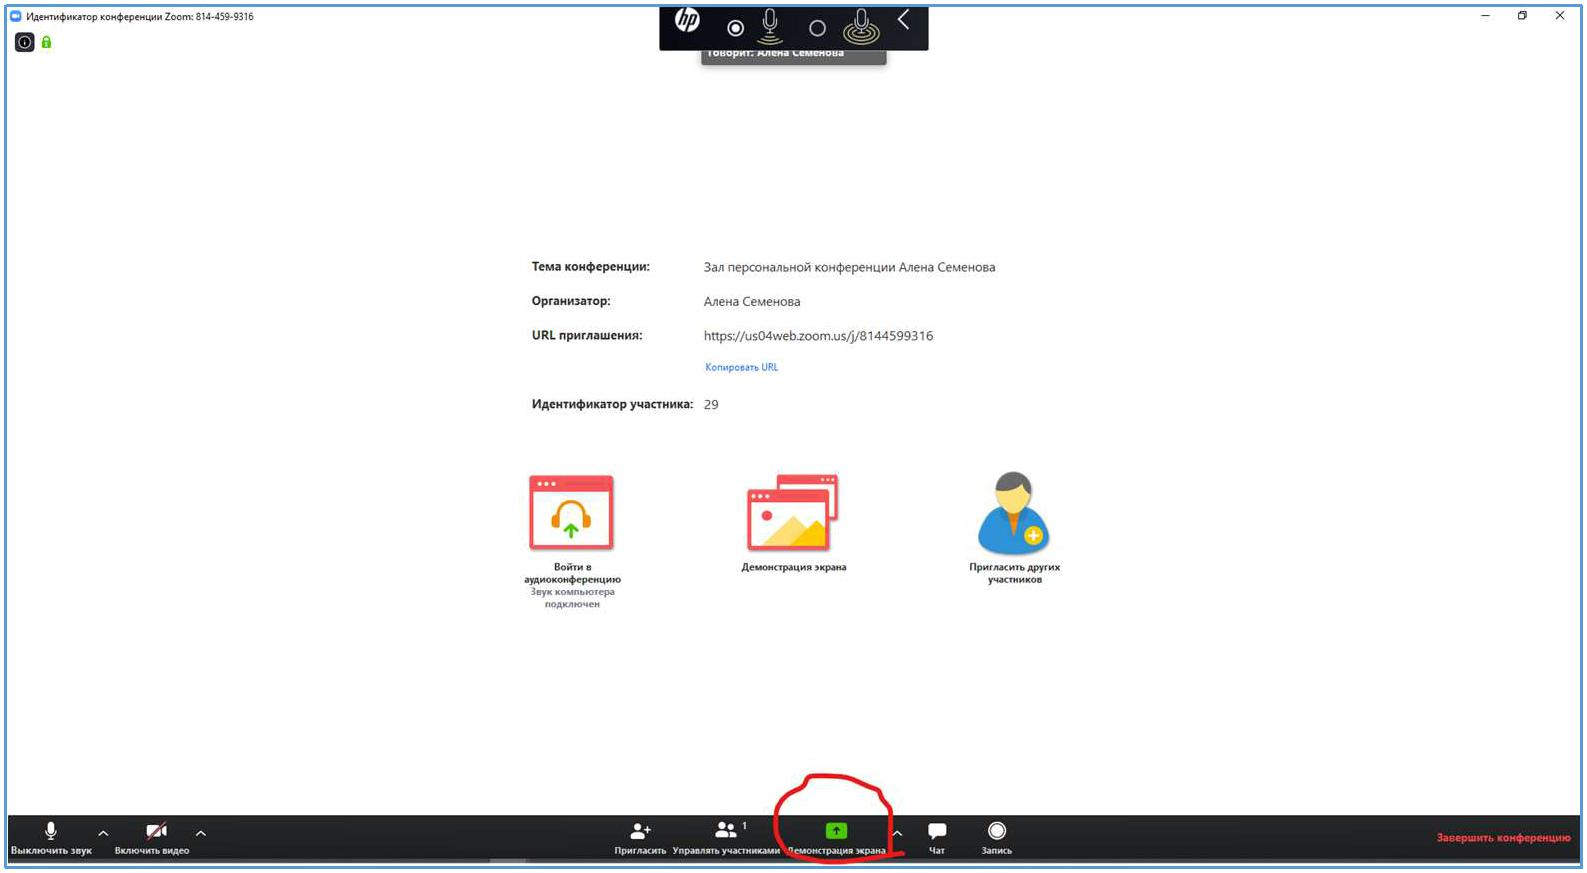 Идентификатор конференции Zoom: 814-459-9316
hp
Говорит: Алена Семенова
Тема конференции: Зал персональной конференции Алена Семенова
Организатор: Алена Семенова
URL приглашения: https://us04web.zoom.us/j/8144599316
Копировать URL
Идентификатор участника: 29
Войти в
аудиоконференцию
Звук компьютера
подключен
Демонстрация экрана
Пригласить других
участников
Выключить звук
Включить видео
Пригласить
1
Управлять участниками
Демонстрация экрана
Чат
Запись
Завершить конференцию